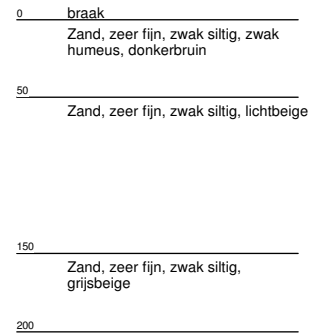 0 braak
Zand, zeer fijn, zwak siltig, zwak
humeus, donkerbruin
50
Zand, zeer fijn, zwak siltig, lichtbeige
150
Zand, zeer fijn, zwak siltig,
grijsbeige
200